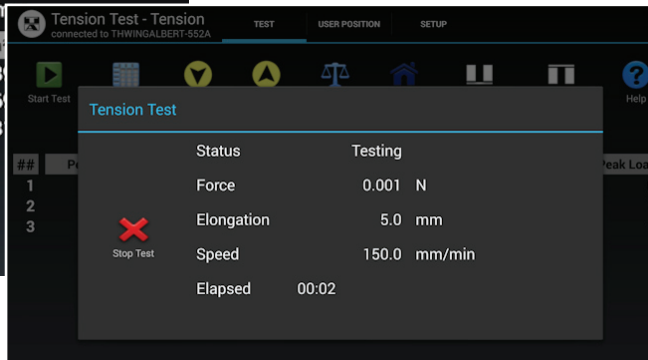 Tension Test - Tension
connected to THWINGALBERT-552A
TEST
USER POSITION
SETUP
Start Test
Help
Tension Test
##
Peak Loa
1
2
3
Status Testing
Force 0.001 N
Elongation 5.0 mm
Stop Test
Speed 150.0 mm/min
Elapsed 00:02